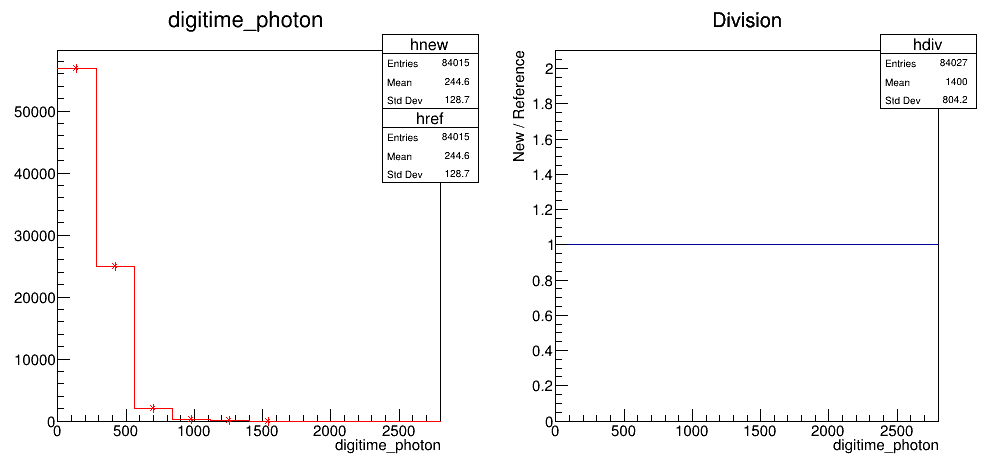 digitime_photon
hnew
Entries 84015
Mean 244.6
Std Dev 128.7
href
Entries 84015
Mean 244.6
Std Dev 128.7
50000
40000
30000
20000
10000
0
0 500 1000 1500 2000 2500
digitime_photon
Division
hdiv
Entries 84027
Mean 1400
Std Dev 804.2
New / Reference
2
1.8
1.6
1.4
1.2
1
0.8
0.6
0.4
0.2
0
0 500 1000 1500 2000 2500
digitime_photon